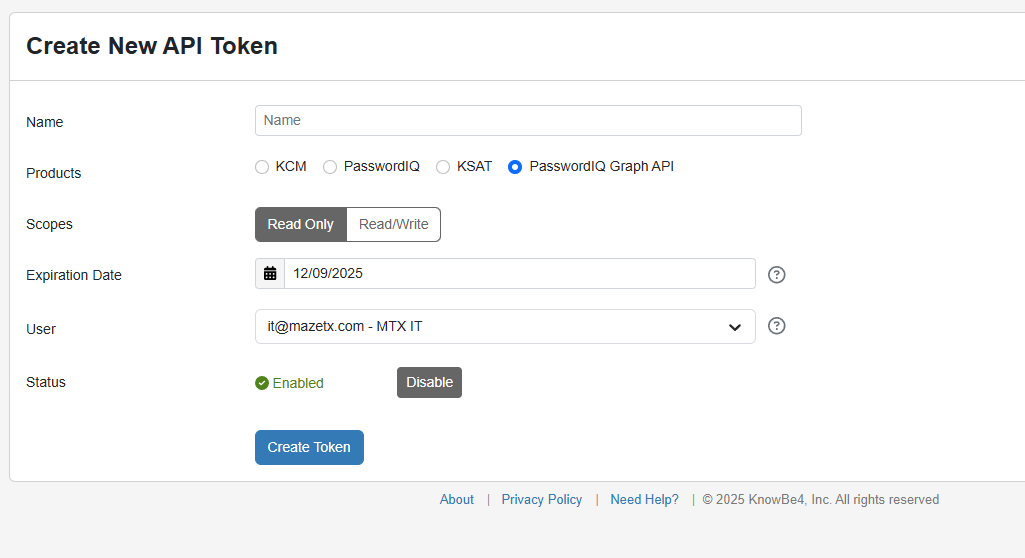 Create New API Token
Name
Name
Products
KCM PasswordIQ KSAT PasswordIQ Graph API
Scopes
Read Only Read/Write
Expiration Date
12/09/2025 ?
User
it@mazetx.com - MTX IT ?
Status
Enabled Disable
Create Token
About | Privacy Policy | Need Help? | © 2025 KnowBe4, Inc. All rights reserved